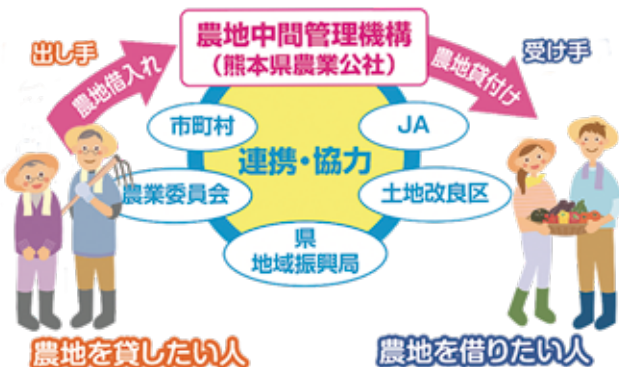 農地中間管理機構
（熊本県農業公社）
出し手
受け手
農地借入れ
農地貸付け
市町村
JA
連携・協力
農業委員会
土地改良区
県
地域振興局
農地を貸したい人
農地を借りたい人